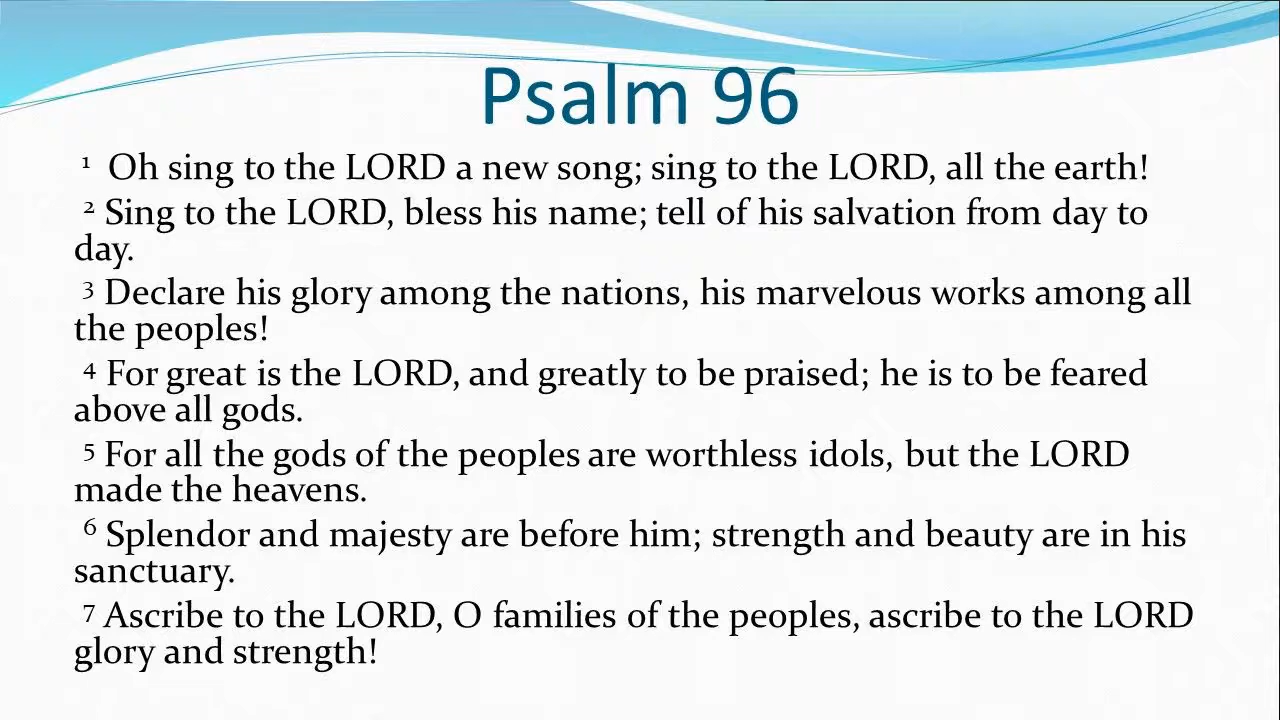 Psalm 96
¹ Oh sing to the LORD a new song; sing to the LORD, all the earth!
² Sing to the LORD, bless his name; tell of his salvation from day to
day.
³ Declare his glory among the nations, his marvelous works among all
the peoples!
⁴ For great is the LORD, and greatly to be praised; he is to be feared
above all gods.
⁵ For all the gods of the peoples are worthless idols, but the LORD
made the heavens.
⁶ Splendor and majesty are before him; strength and beauty are in his
sanctuary.
⁷ Ascribe to the LORD, O families of the peoples, ascribe to the LORD
glory and strength!